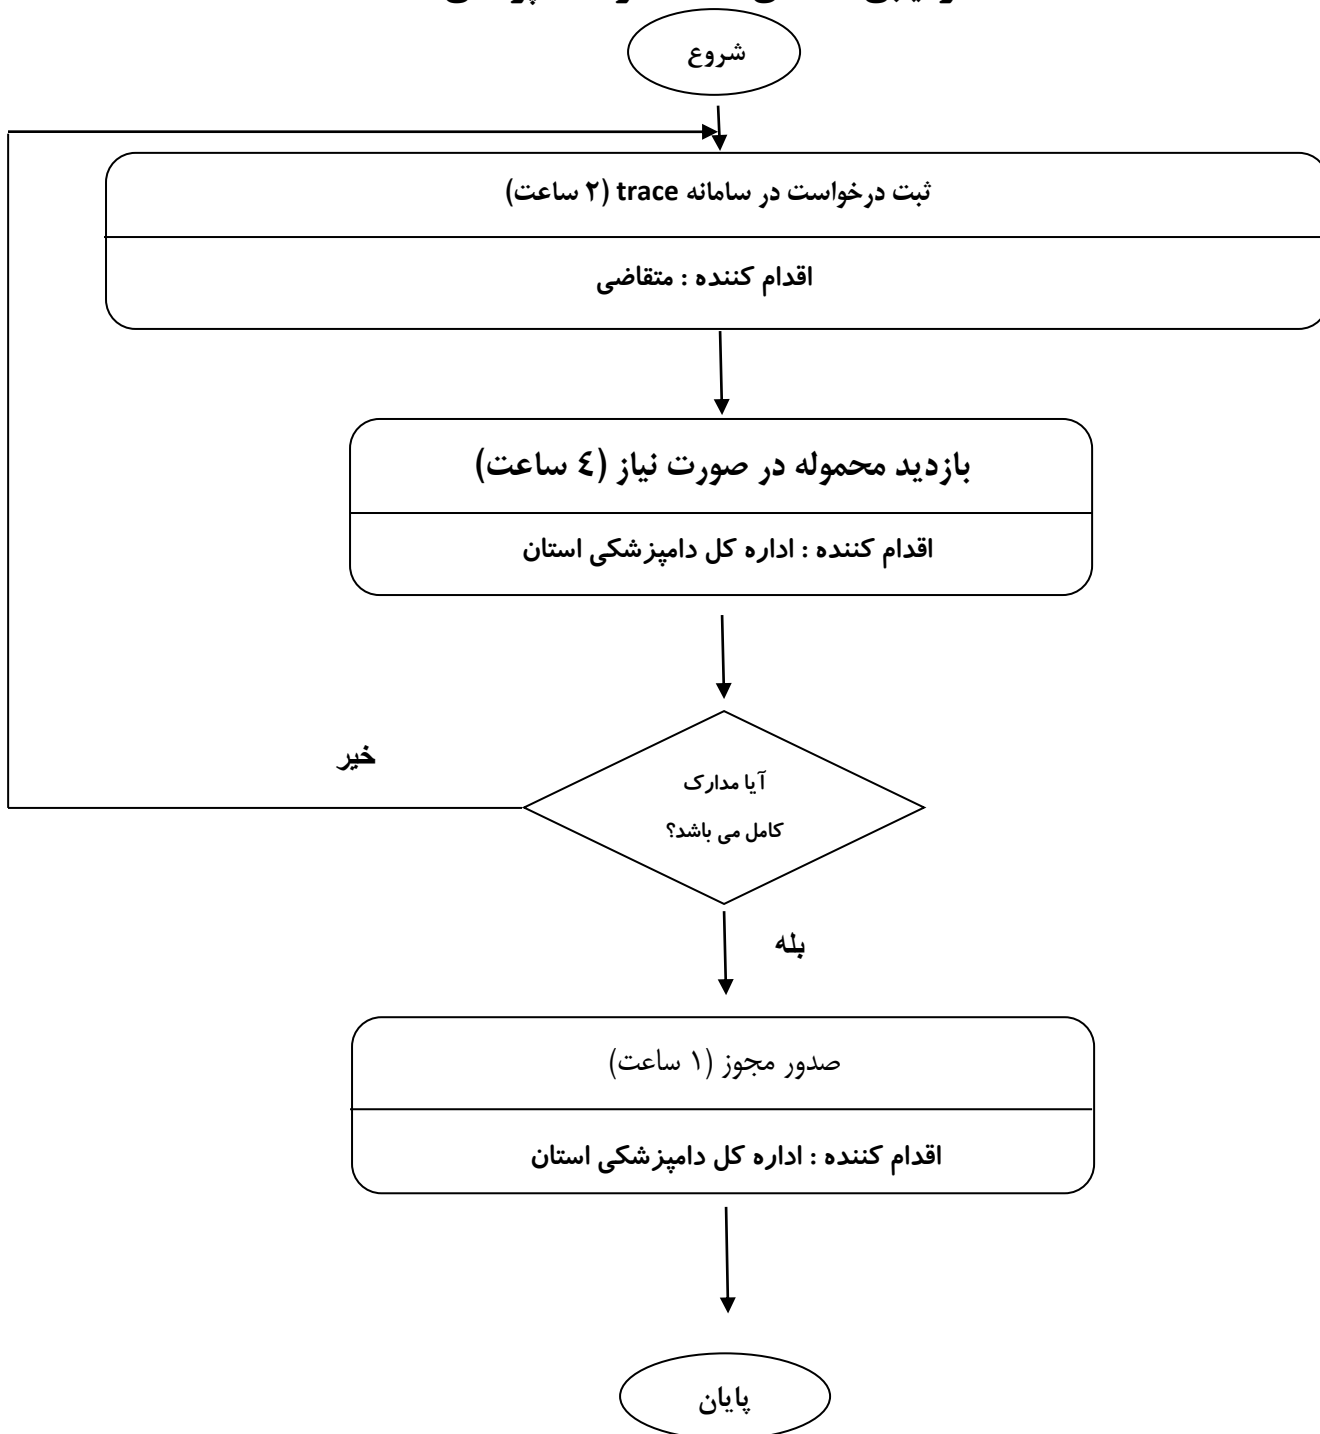 شروع
ثبت درخواست در سامانه trace (۲ ساعت)
اقدام کننده : متقاضی
بازدید محموله در صورت نیاز (٤ ساعت)
اقدام کننده : اداره کل دامپزشکی استان
خیر
آیا مدارک
کامل می باشد؟
بله
صدور مجوز (۱ ساعت)
اقدام کننده : اداره کل دامپزشکی استان
پایان